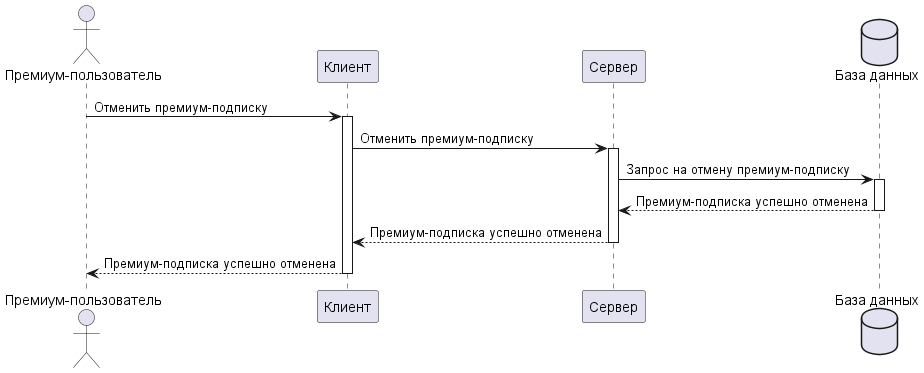 Премиум-пользователь
Клиент
Сервер
База данных
Отменить премиум-подписку
Отменить премиум-подписку
Запрос на отмену премиум-подписку
Премиум-подписка успешно отменена
Премиум-подписка успешно отменена
Премиум-подписка успешно отменена
Премиум-пользователь
Клиент
Сервер
База данных